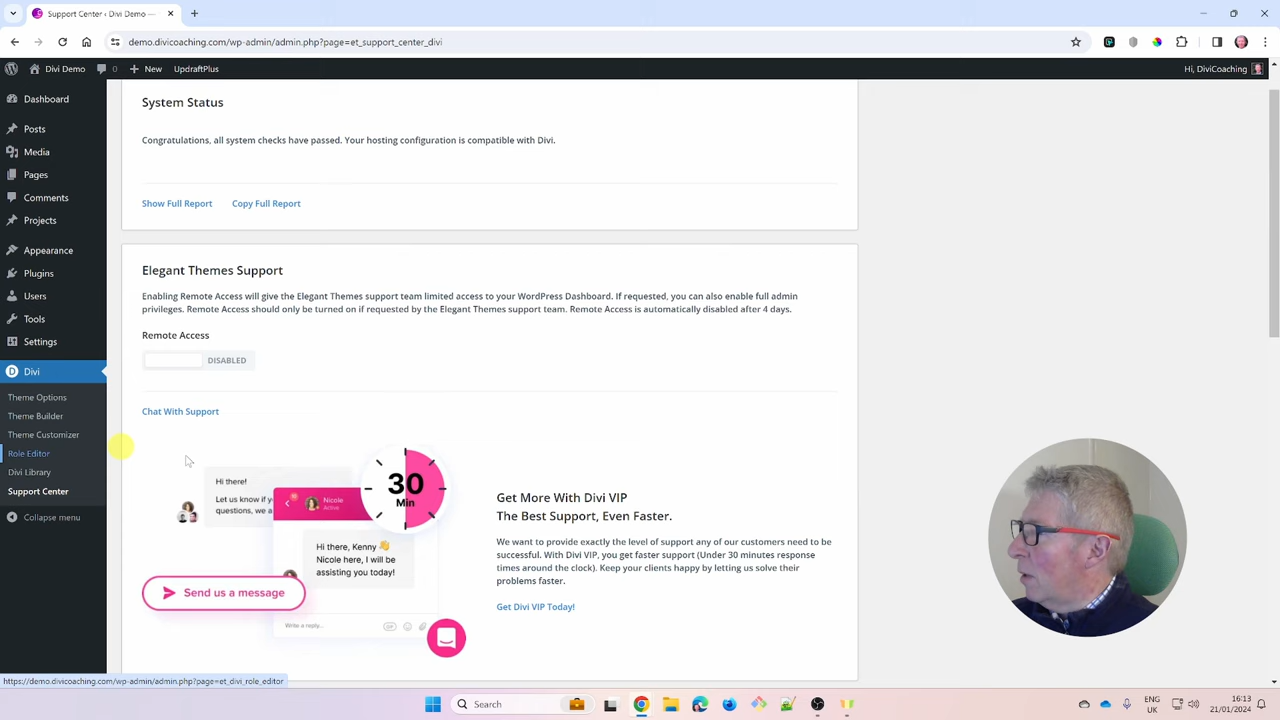 Support Center ‹ Divi Demo —
demo.divicoaching.com/wp-admin/admin.php?page=et_support_center_divi
Divi Demo
0
New
UpdraftPlus
Hi, DiviCoaching
Dashboard
Posts
Media
Pages
Comments
Projects
Appearance
Plugins
Users
Tools
Settings
Divi
Theme Options
Theme Builder
Theme Customizer
Role Editor
Divi Library
Support Center
Collapse menu
System Status
Congratulations, all system checks have passed. Your hosting configuration is compatible with Divi.
Show Full Report
Copy Full Report
Elegant Themes Support
Enabling Remote Access will give the Elegant Themes support team limited access to your WordPress Dashboard. If requested, you can also enable full admin
privileges. Remote Access should only be turned on if requested by the Elegant Themes support team. Remote Access is automatically disabled after 4 days.
Remote Access
DISABLED
Chat With Support
Hi there!
Let us know if y
questions, we a
Nicole
Active
30
Min
Hi there, Kenny 👋
Nicole here, I will be
assisting you today!
Send us a message
Write a reply...
GIF
Get More With Divi VIP
The Best Support, Even Faster.
We want to provide exactly the level of support any of our customers need to be
successful. With Divi VIP, you get faster support (Under 30 minutes response
times around the clock). Keep your clients happy by letting us solve their
problems faster.
Get Divi VIP Today!
https://demo.divicoaching.com/wp-admin/admin.php?page=et_divi_role_editor
Search
ENG
UK
16:13
21/01/2024